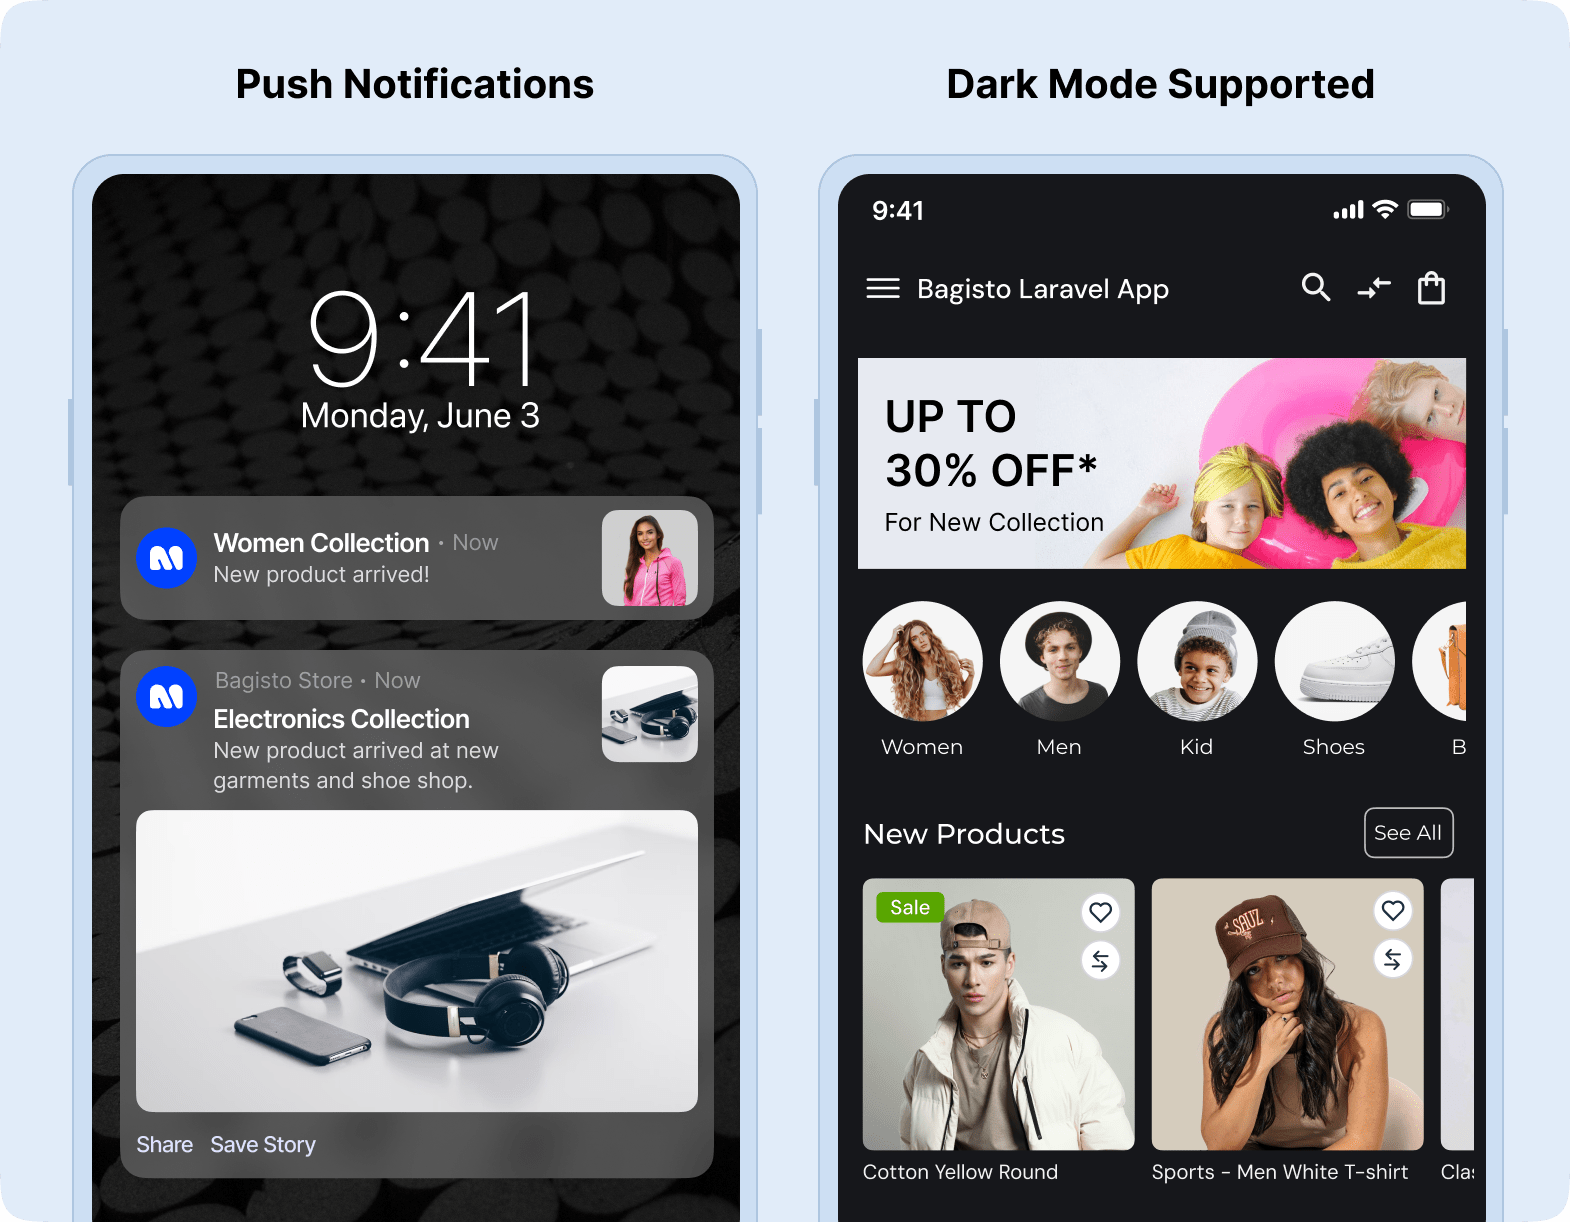 Push Notifications
9:41
Monday, June 3
Women Collection • Now
New product arrived!
Bagisto Store • Now
Electronics Collection
New product arrived at new
garments and shoe shop.
Share Save Story
Dark Mode Supported
9:41
Bagisto Laravel App
UP TO
30% OFF*
For New Collection
Women Men Kid Shoes B
New Products See All
Sale
SAUZ
Cotton Yellow Round Sports - Men White T-shirt Clas